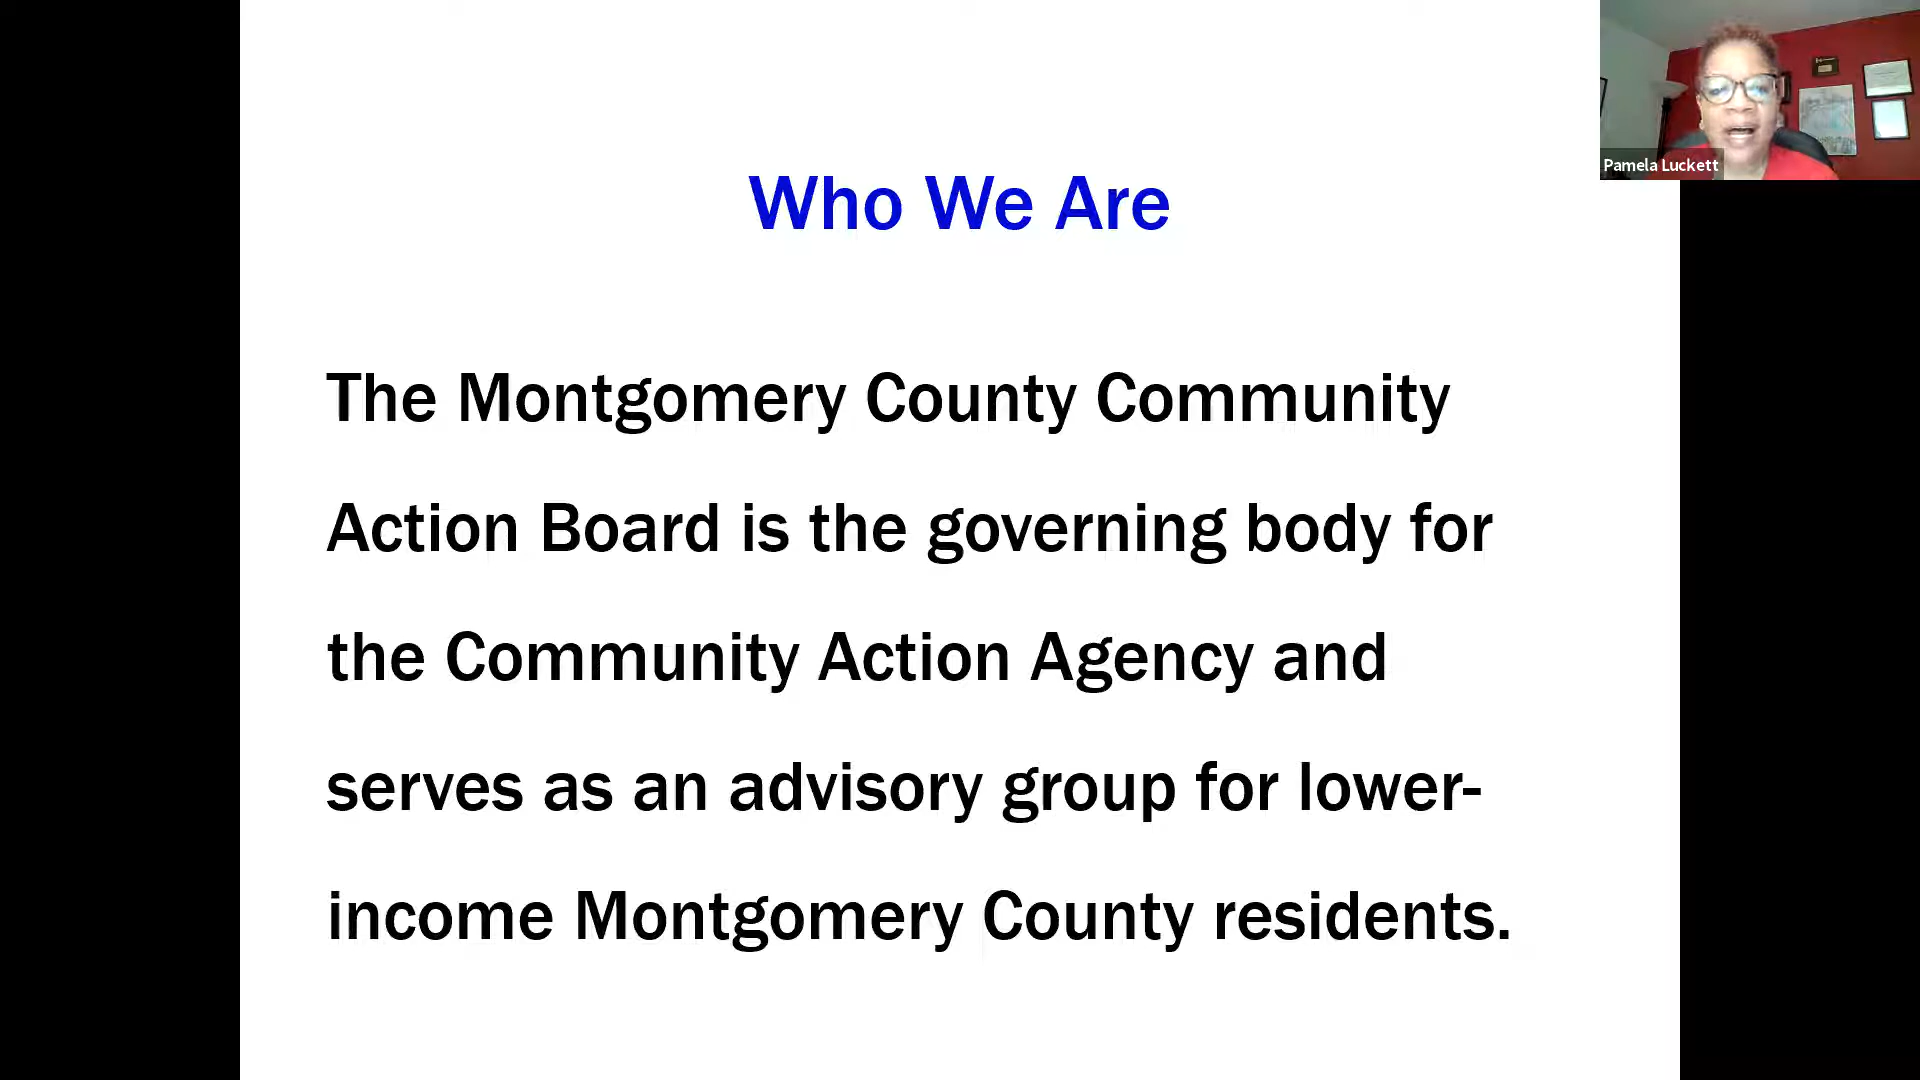 Who We Are
The Montgomery County Community
Action Board is the governing body for
the Community Action Agency and
serves as an advisory group for lower-
income Montgomery County residents.
Pamela Luckett